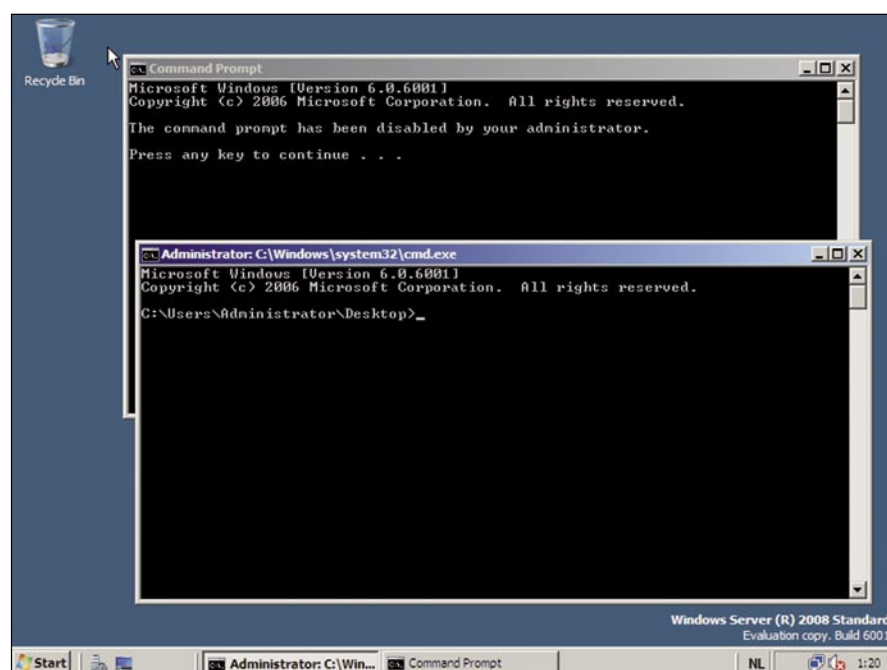 Recycle Bin
Command Prompt
Microsoft Windows [Version 6.0.6001]
Copyright (c) 2006 Microsoft Corporation.  All rights reserved.
The command prompt has been disabled by your administrator.
Press any key to continue . . .
Administrator: C:\Windows\system32\cmd.exe
Microsoft Windows [Version 6.0.6001]
Copyright (c) 2006 Microsoft Corporation.  All rights reserved.
C:\Users\Administrator\Desktop>_
Windows Server (R) 2008 Standard
Evaluation copy. Build 6001
Start
Administrator: C:\Win...
Command Prompt
NL
1:20